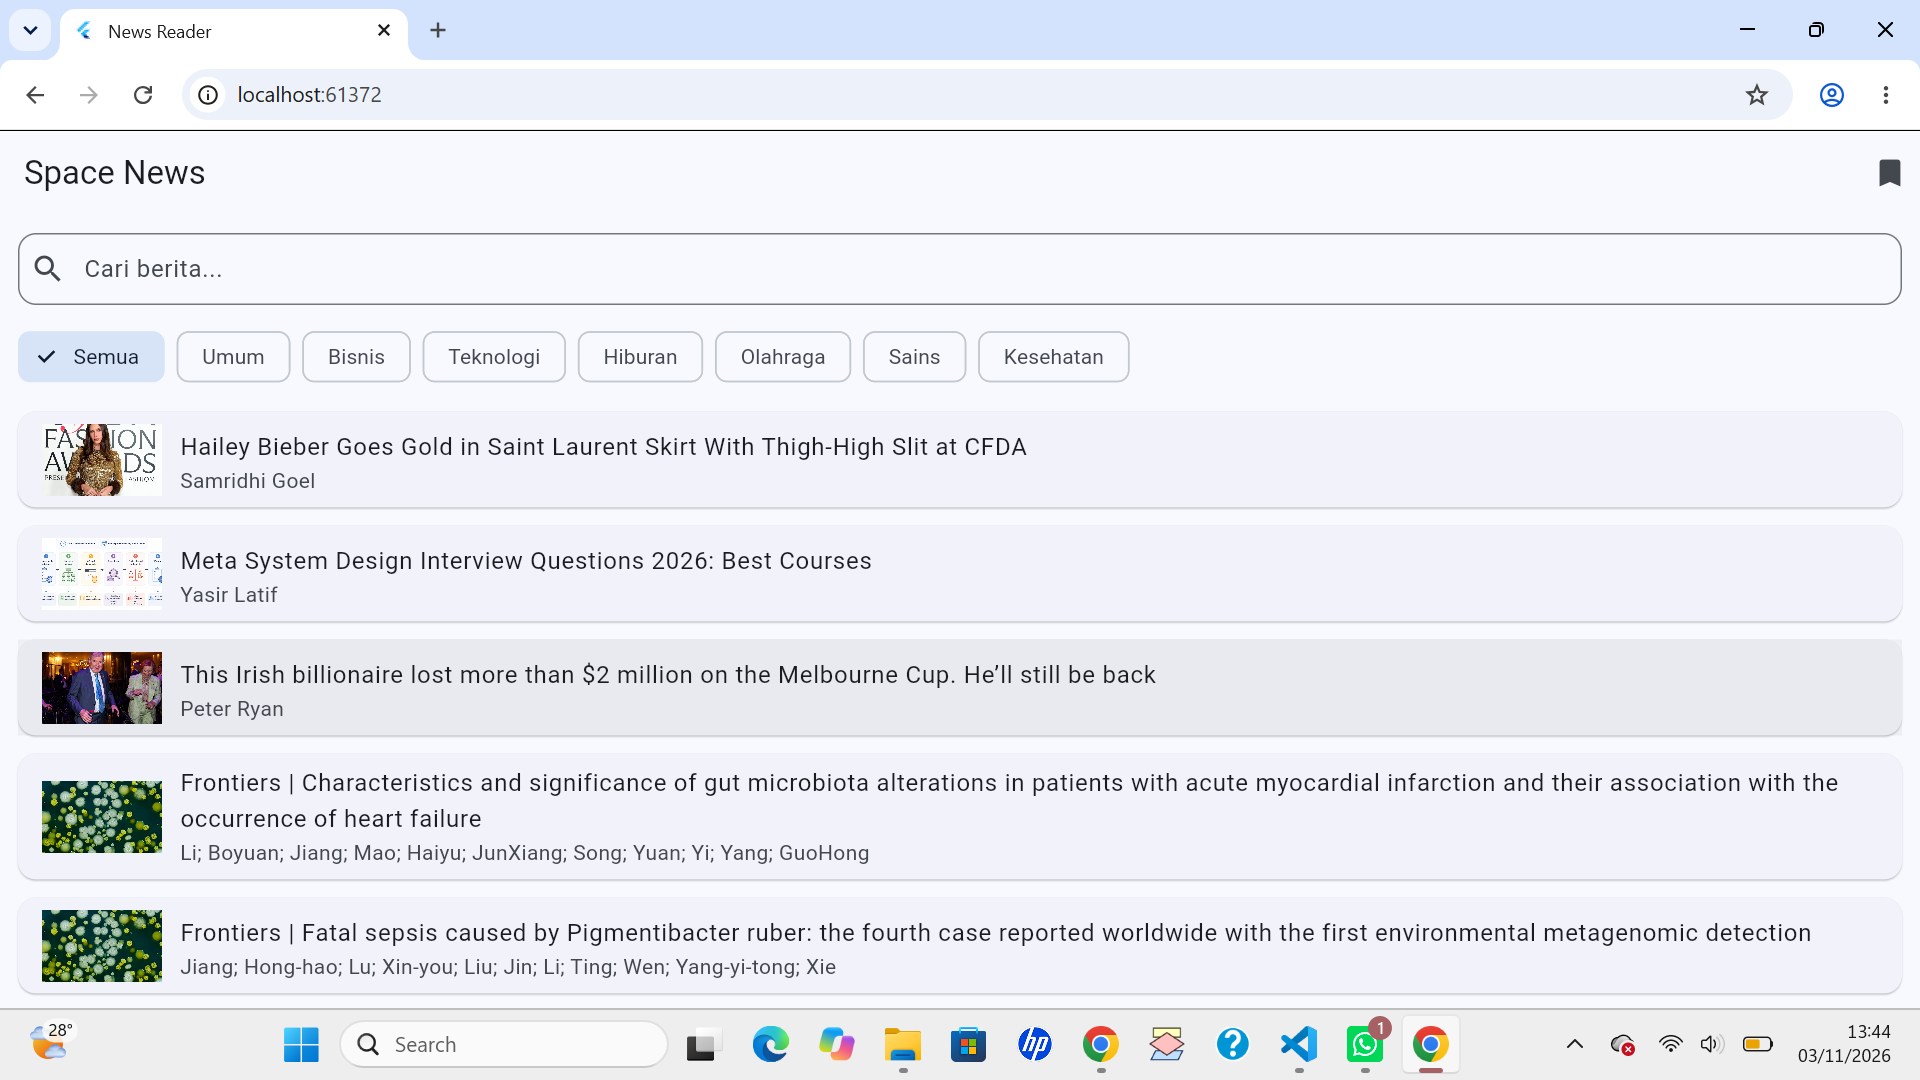 News Reader
localhost:61372
Space News
Cari berita...
Semua
Umum
Bisnis
Teknologi
Hiburan
Olahraga
Sains
Kesehatan
FASHION
AWARDS
Hailey Bieber Goes Gold in Saint Laurent Skirt With Thigh-High Slit at CFDA
Samridhi Goel
Meta System Design Interview Questions 2026: Best Courses
Yasir Latif
This Irish billionaire lost more than $2 million on the Melbourne Cup. He’ll still be back
Peter Ryan
Frontiers | Characteristics and significance of gut microbiota alterations in patients with acute myocardial infarction and their association with the
occurrence of heart failure
Li; Boyuan; Jiang; Mao; Haiyu; JunXiang; Song; Yuan; Yi; Yang; GuoHong
Frontiers | Fatal sepsis caused by Pigmentibacter ruber: the fourth case reported worldwide with the first environmental metagenomic detection
Jiang; Hong-hao; Lu; Xin-you; Liu; Jin; Li; Ting; Wen; Yang-yi-tong; Xie
28°
Search
hp
1
13:44
03/11/2026